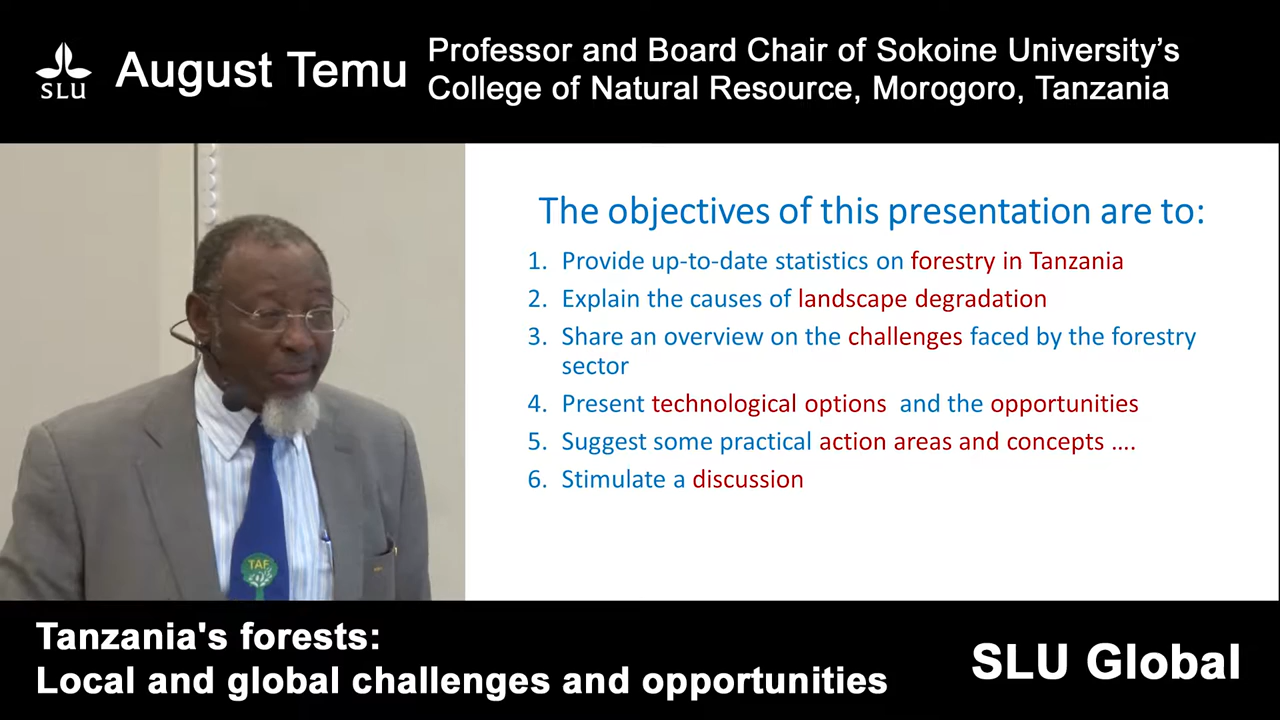 SLU
August Temu
Professor and Board Chair of Sokoine University's
College of Natural Resource, Morogoro, Tanzania
The objectives of this presentation are to:
1. Provide up-to-date statistics on forestry in Tanzania
2. Explain the causes of landscape degradation
3. Share an overview on the challenges faced by the forestry
sector
4. Present technological options and the opportunities
5. Suggest some practical action areas and concepts ....
6. Stimulate a discussion
TAF
Tanzania's forests:
Local and global challenges and opportunities
SLU Global